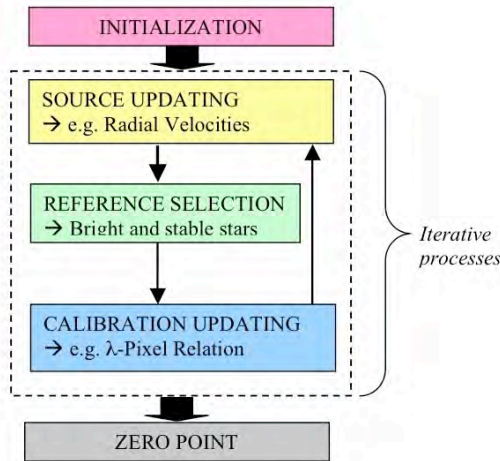 INITIALIZATION
SOURCE UPDATING
→ e.g. Radial Velocities
REFERENCE SELECTION
→ Bright and stable stars
CALIBRATION UPDATING
→ e.g. λ-Pixel Relation
Iterative
processes
ZERO POINT